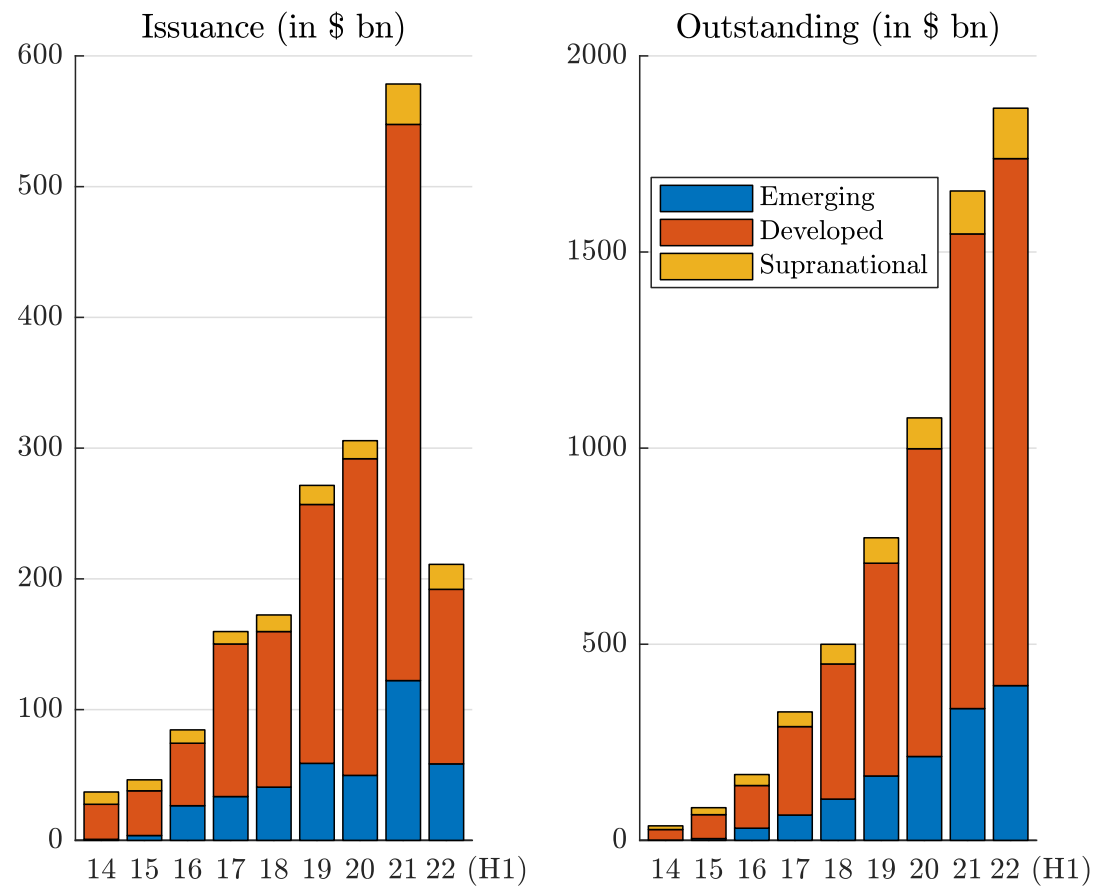 Issuance (in $ bn)
600
500
400
300
200
100
0
14 15 16 17 18 19 20 21 22 (H1)
Outstanding (in $ bn)
2000
1500
1000
500
0
Emerging
Developed
Supranational
14 15 16 17 18 19 20 21 22 (H1)